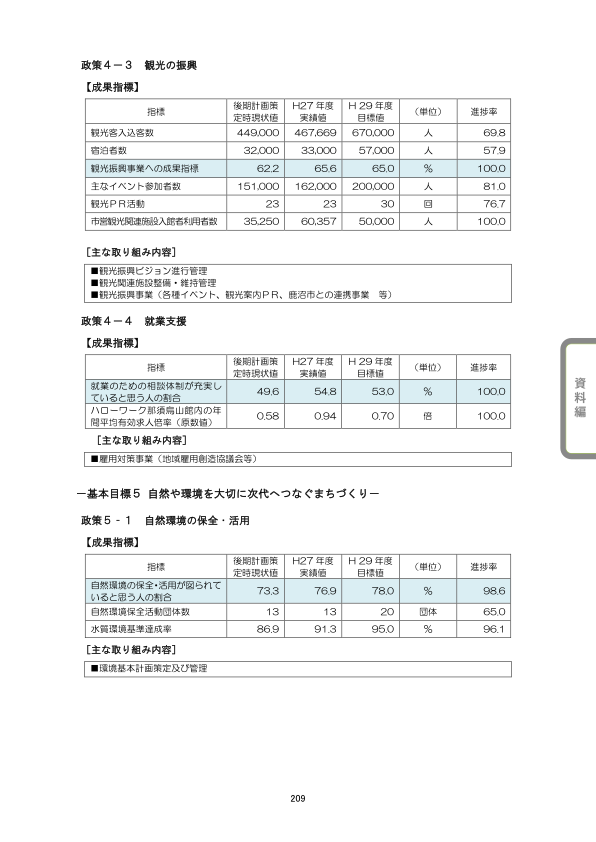 政策４－３　観光の振興
【成果指標】
指標 後期計画策定時現状値 H27 年度実績値 H 29 年度目標値 （単位） 進捗率
観光客入込客数 449,000 467,669 670,000 人 69.8
宿泊者数 32,000 33,000 57,000 人 57.9
観光振興事業への成果指標 62.2 65.6 65.0 ％ 100.0
主なイベント参加者数 151,000 162,000 200,000 人 81.0
観光ＰＲ活動 23 23 30 回 76.7
市営観光関連施設入館者利用者数 35,250 60,357 50,000 人 100.0
［主な取り組み内容］
■観光振興ビジョン進行管理
■観光関連施設整備・維持管理
■観光振興事業（各種イベント、観光案内ＰＲ、鹿沼市との連携事業　等）
政策４－４　就業支援
【成果指標】
指標 後期計画策定時現状値 H27 年度実績値 H 29 年度目標値 （単位） 進捗率
就業のための相談体制が充実していると思う人の割合 49.6 54.8 53.0 ％ 100.0
ハローワーク那須烏山館内の年間平均有効求人倍率（原数値） 0.58 0.94 0.70 倍 100.0
［主な取り組み内容］
■雇用対策事業（地域雇用創造協議会等）
－基本目標５ 自然や環境を大切に次代へつなぐまちづくり－
政策５‐１　自然環境の保全・活用
【成果指標】
指標 後期計画策定時現状値 H27 年度実績値 H 29 年度目標値 （単位） 進捗率
自然環境の保全・活用が図られていると思う人の割合 73.3 76.9 78.0 ％ 98.6
自然環境保全活動団体数 13 13 20 団体 65.0
水質環境基準達成率 86.9 91.3 95.0 ％ 96.1
［主な取り組み内容］
■環境基本計画策定及び管理
資料編
209